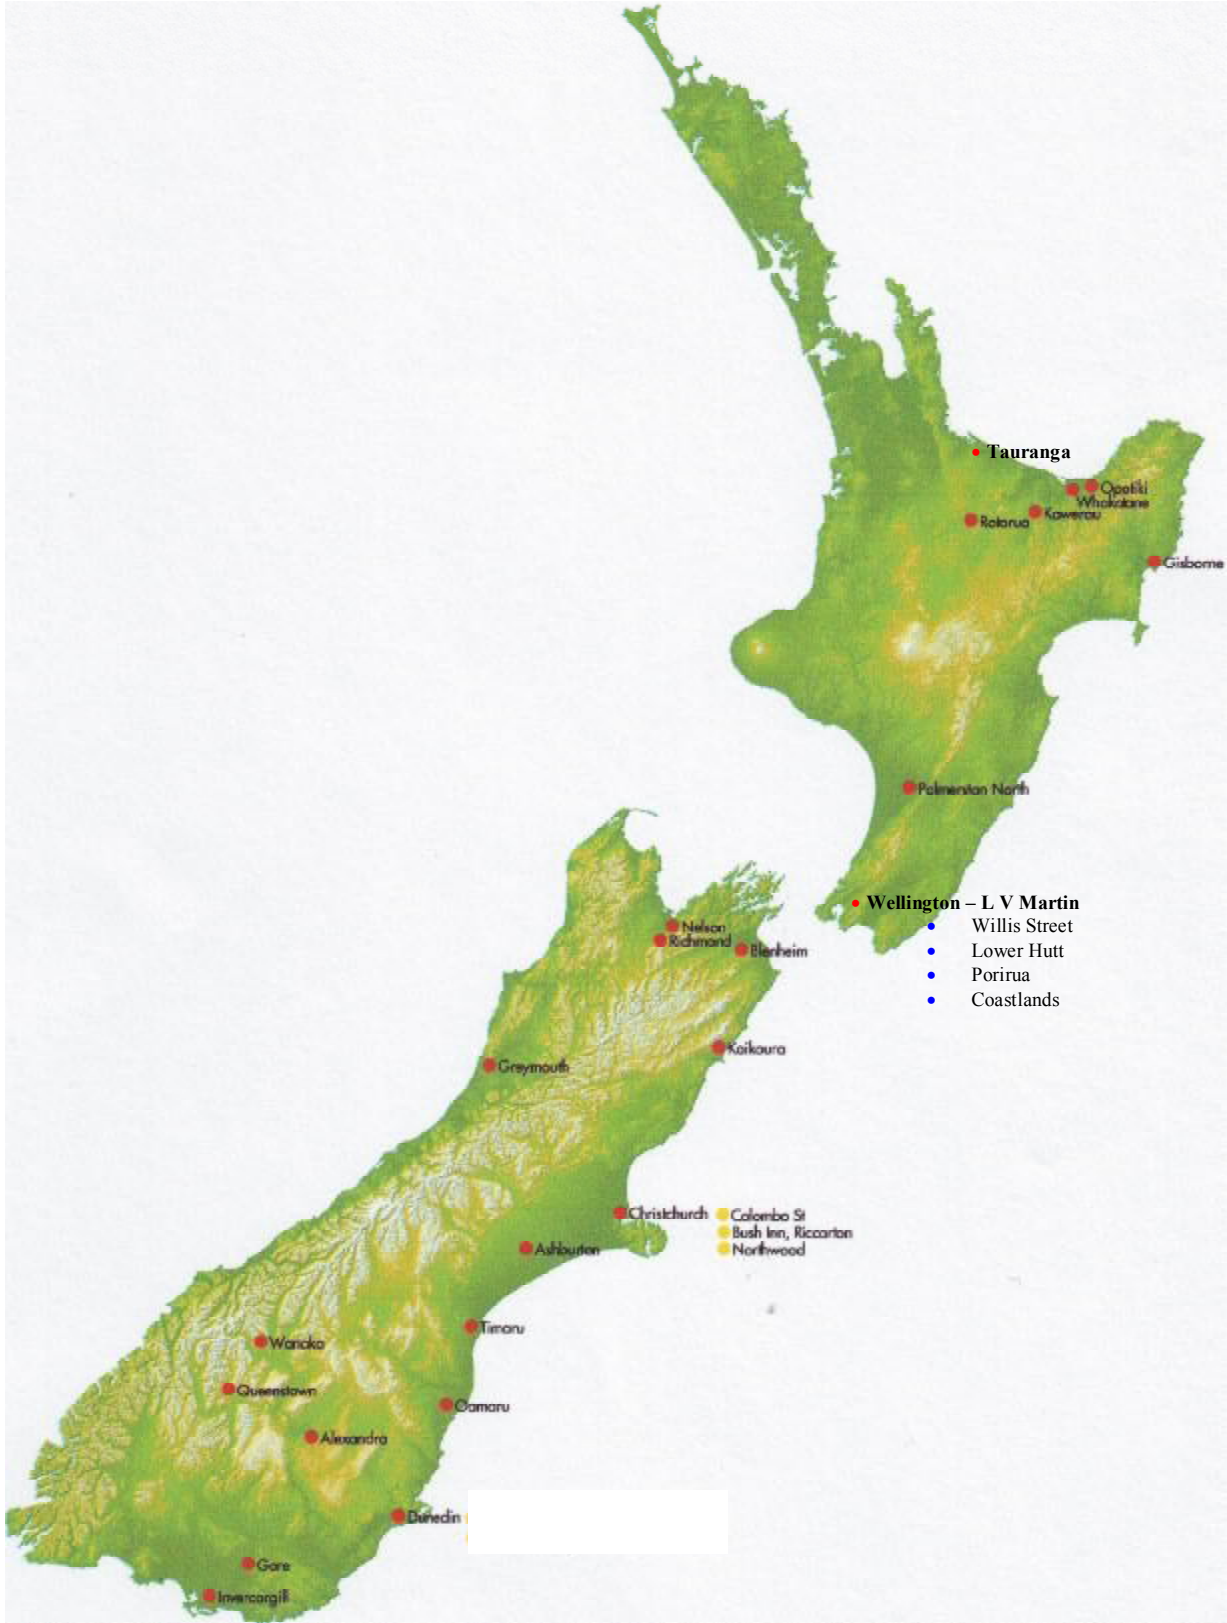 Tauranga
Opotiki
Whakatane
Kawerau
Rotorua
Gisborne
Palmerston North
Wellington – L V Martin
• Willis Street
• Lower Hutt
• Porirua
• Coastlands
Nelson
Richmond
Blenheim
Kaikoura
Greymouth
Christchurch
Colombo St
Bush Inn, Riccarton
Northwood
Ashburton
Timaru
Wanaka
Queenstown
Oamaru
Alexandra
Dunedin
Gore
Invercargill